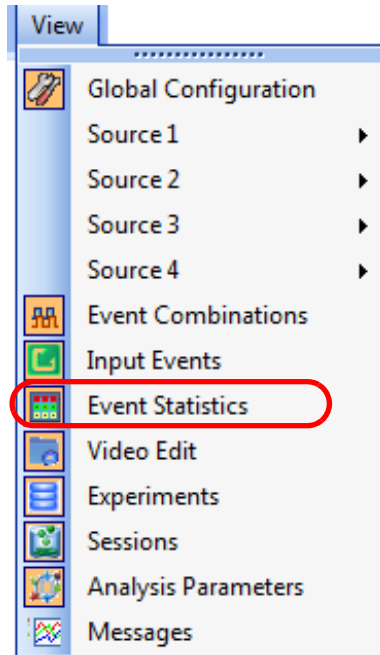 View
Global Configuration
Source 1
Source 2
Source 3
Source 4
Event Combinations
Input Events
Event Statistics
Video Edit
Experiments
Sessions
Analysis Parameters
Messages